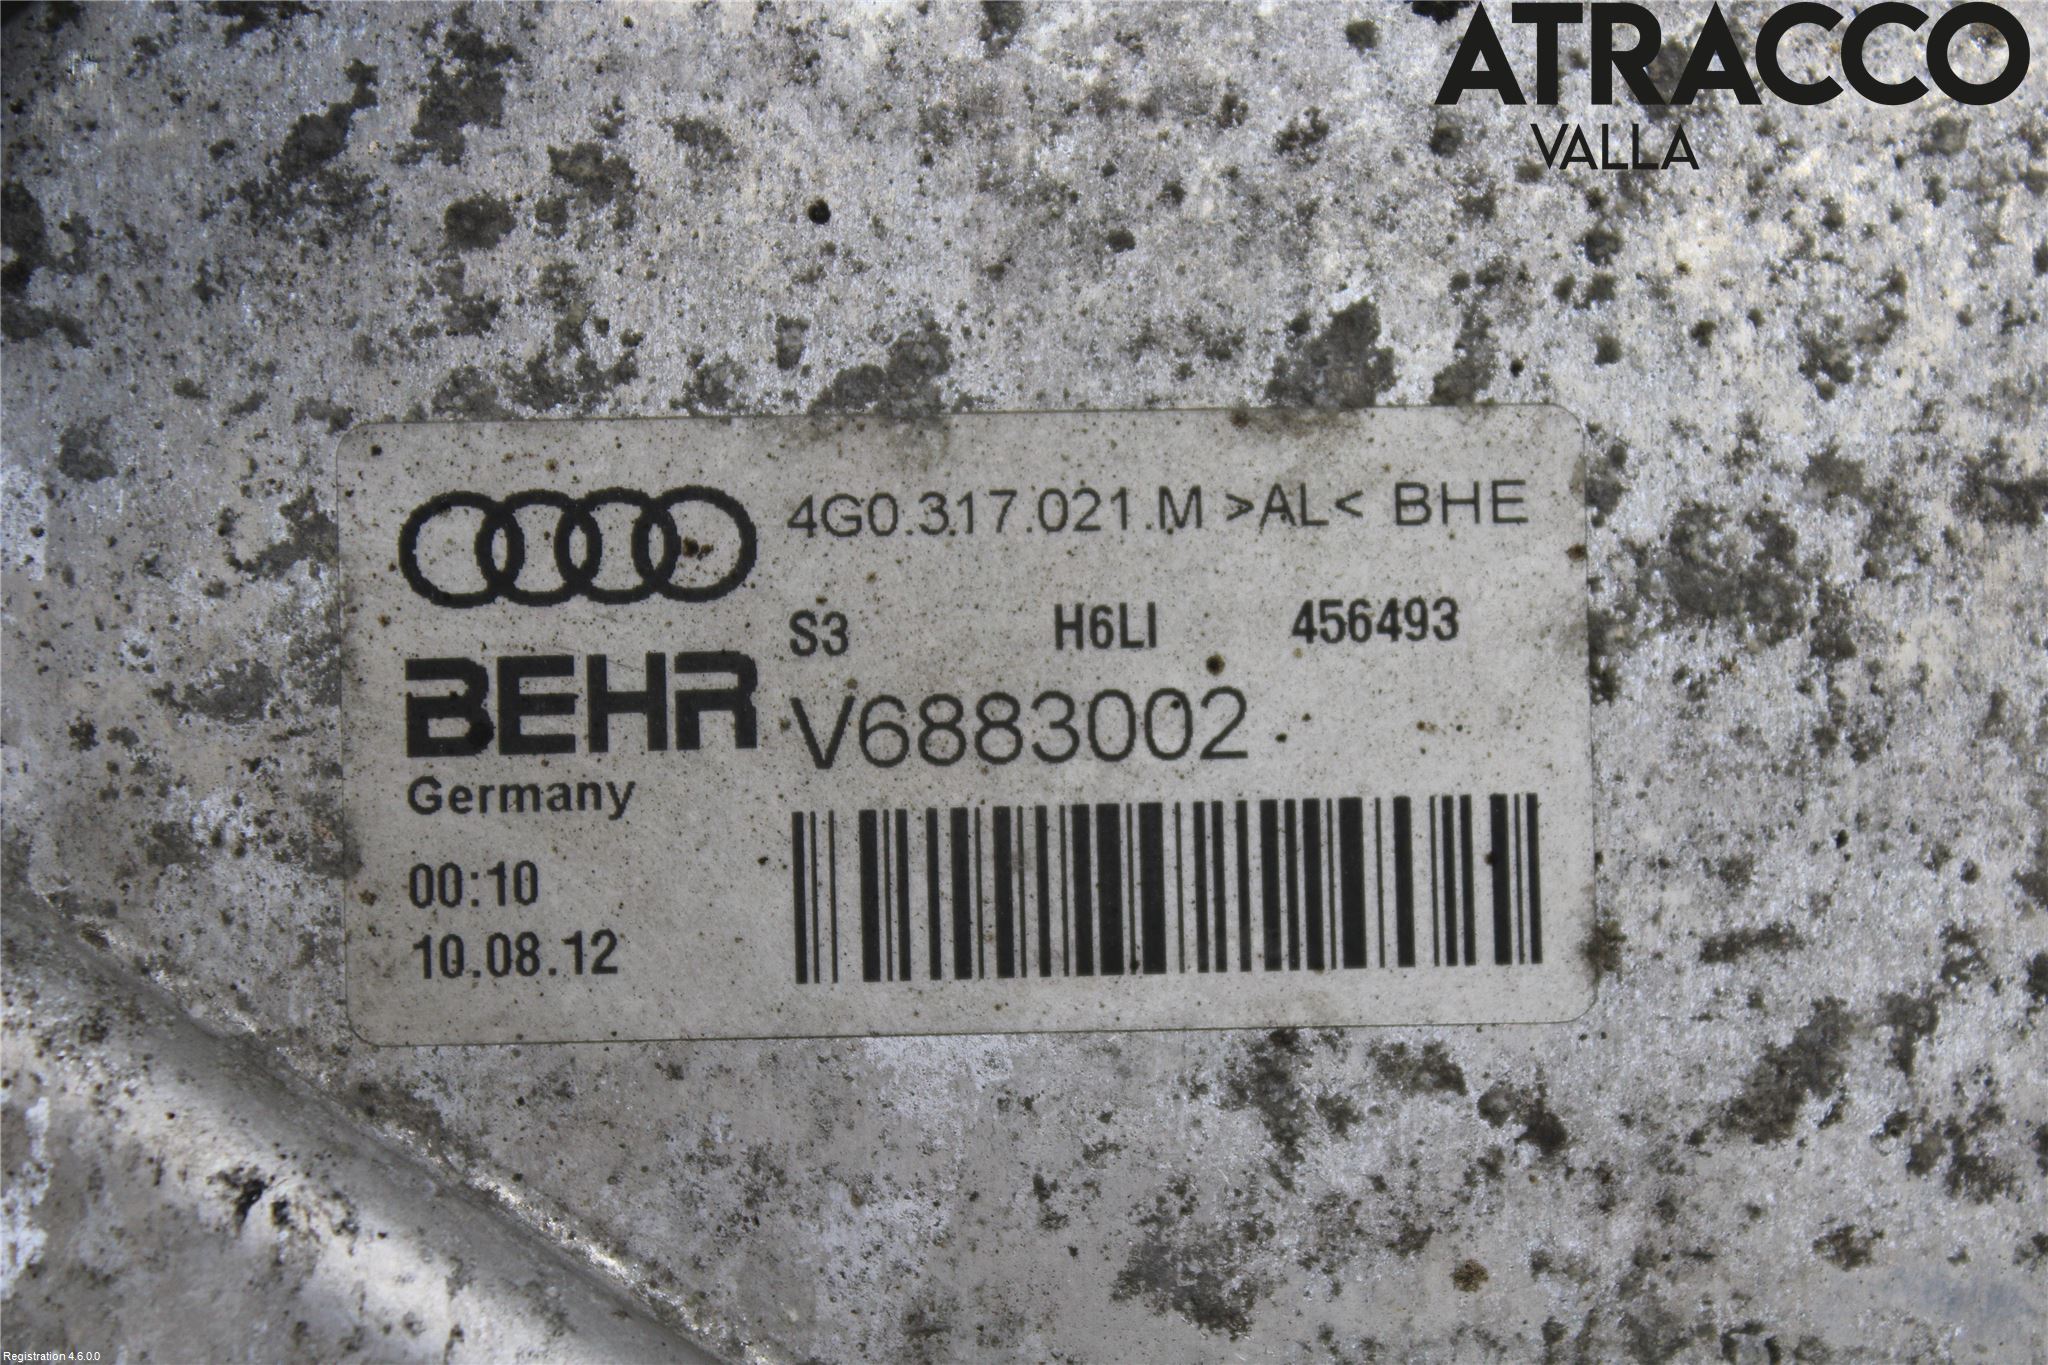 ATRACCO
VALLA
4G0.317.021.M >AL< BHE
S3 H6LI 456493
BEHR
V6883002
Germany
00:10
10.08.12
Registration 4.6.0.0